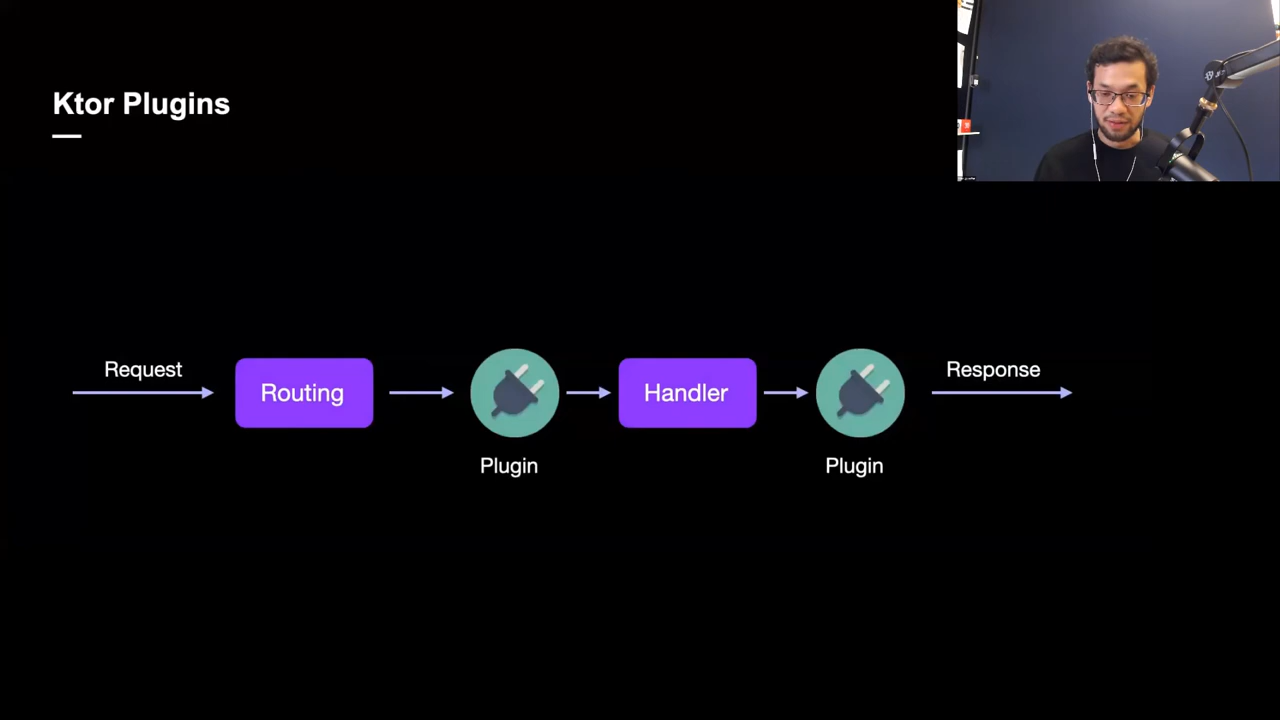 Ktor Plugins
Request
Routing
Handler
Response
Plugin
Plugin